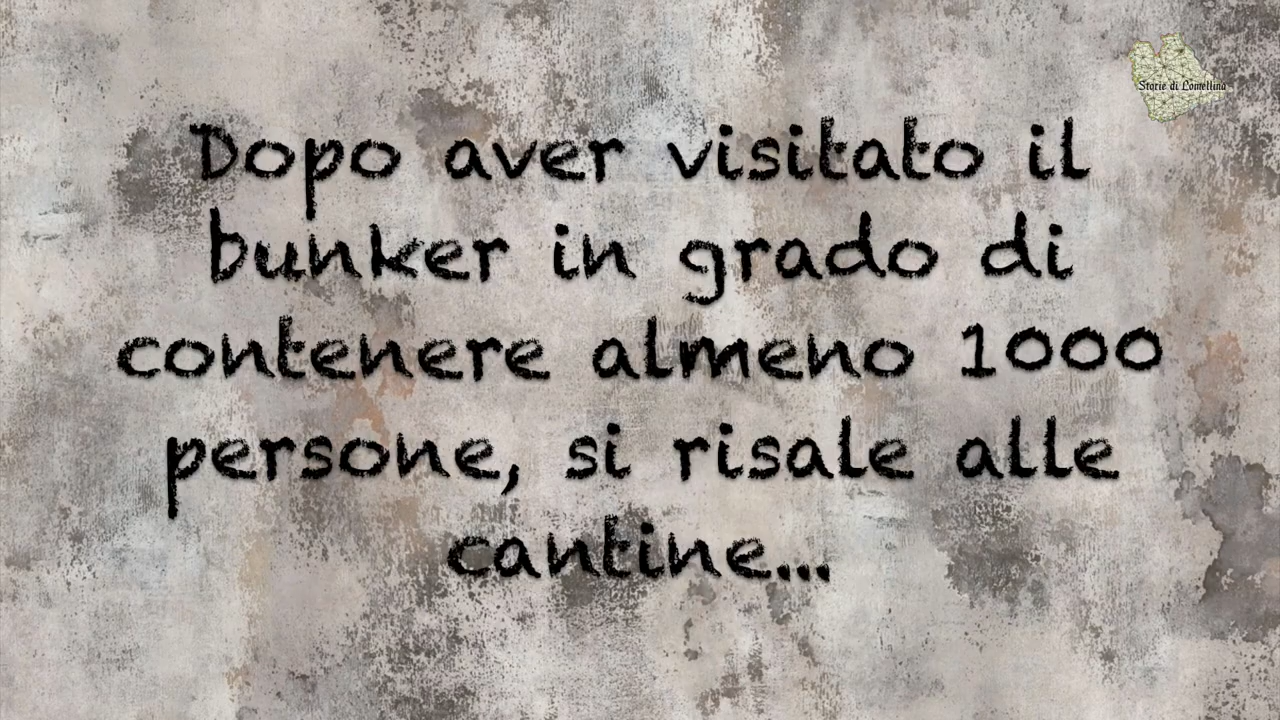 Storie di Lomellina
Dopo aver visitato il
bunker in grado di
contenere almeno 1000
persone, si risale alle
cantine...